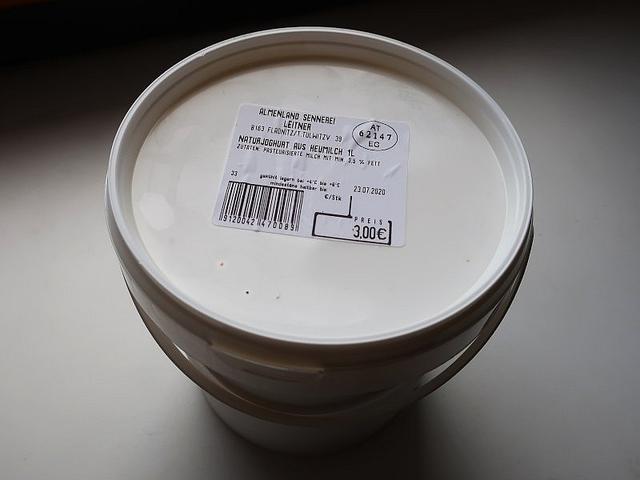 ALMENLAND SENNEREI
LEITNER
8163 FLADNITZ/T.TULWITZV. 39
AT
62147
EG
NATURJOGHURT AUS HEUMILCH 1L
ZUTATEN: PASTEURISIERTE MILCH MIT MIN 3,5 % FETT
33
gekühlt lagern bei +4°C bis +6°C
mindestens haltbar bis
23.07.2020
€/Stk
PREIS
3,00€
9120042470089